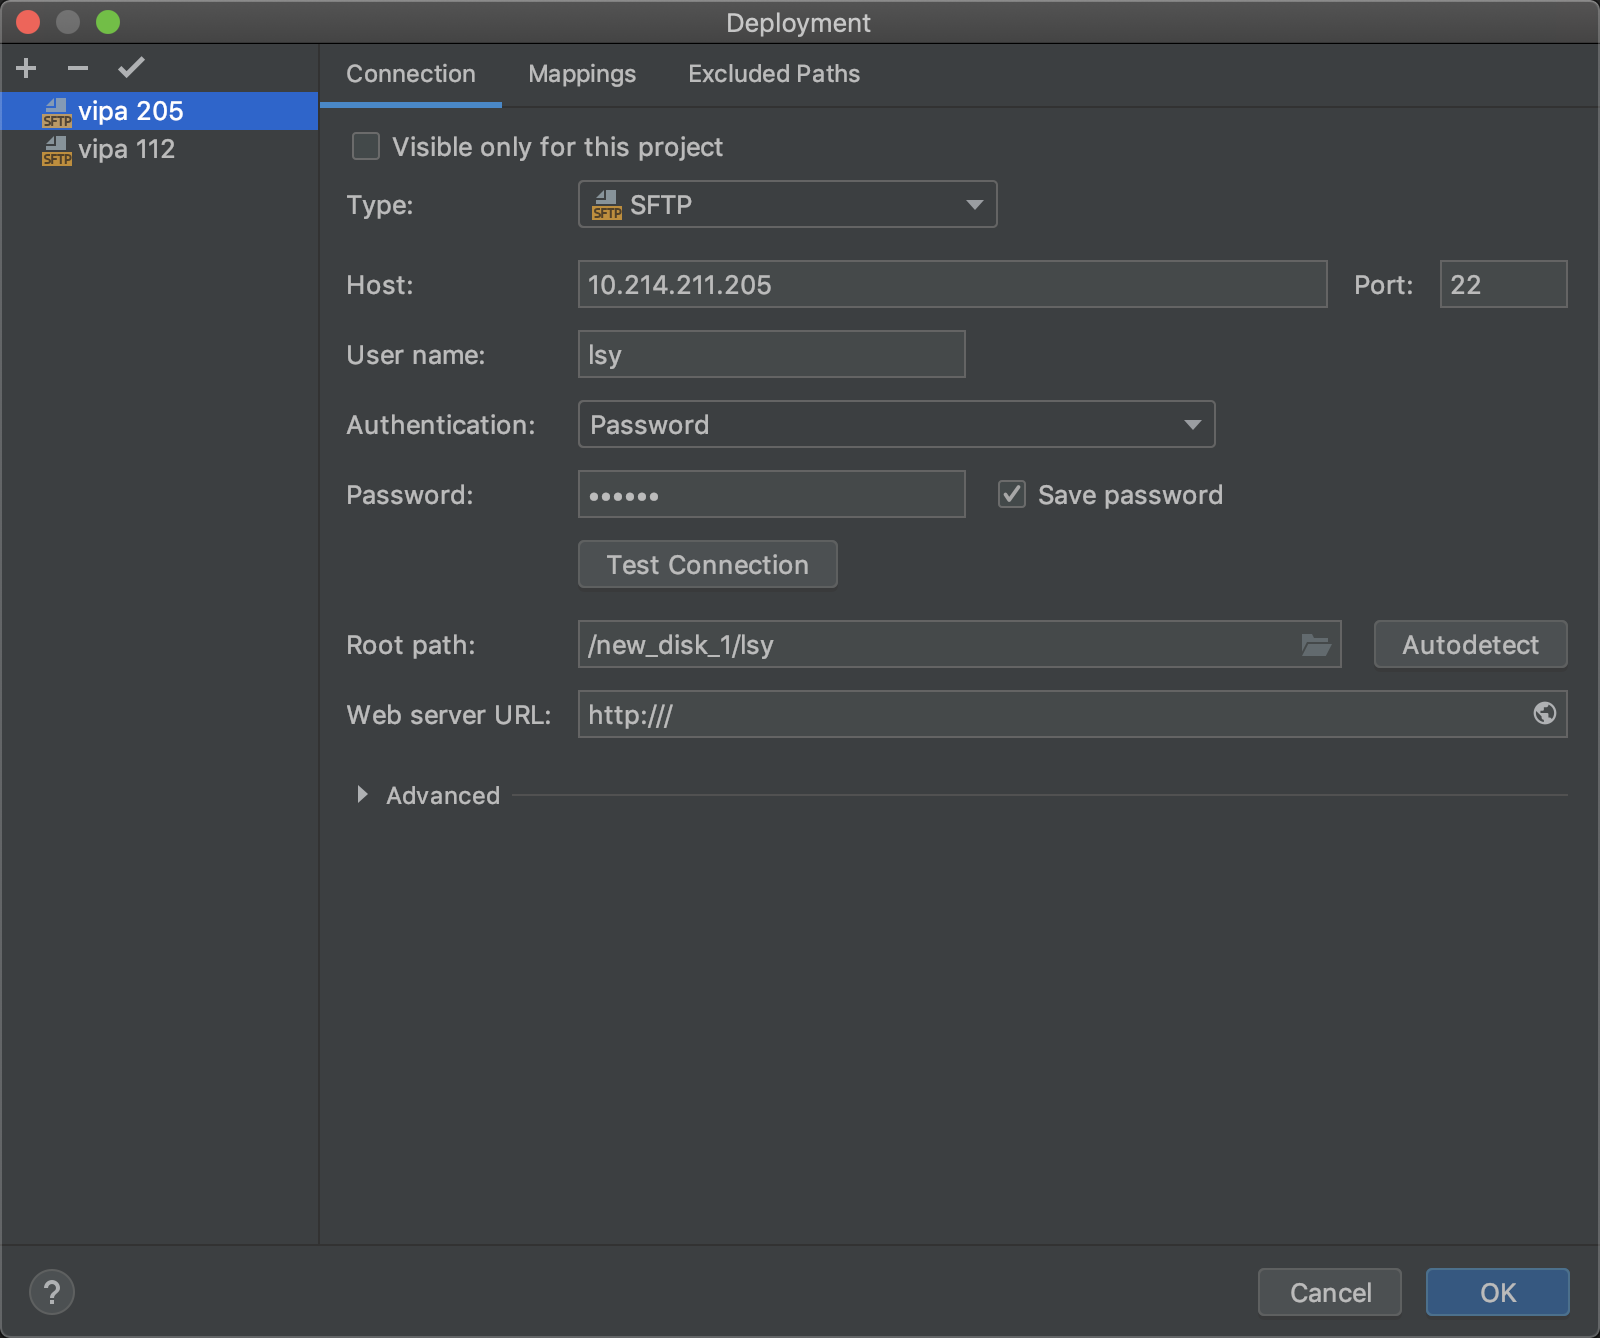 Deployment
Connection Mappings Excluded Paths
SFTP vipa 205
SFTP vipa 112
Visible only for this project
Type: SFTP SFTP
Host: 10.214.211.205 Port: 22
User name: lsy
Authentication: Password
Password: •••••• Save password
Test Connection
Root path: /new_disk_1/lsy Autodetect
Web server URL: http:///
Advanced
? Cancel OK